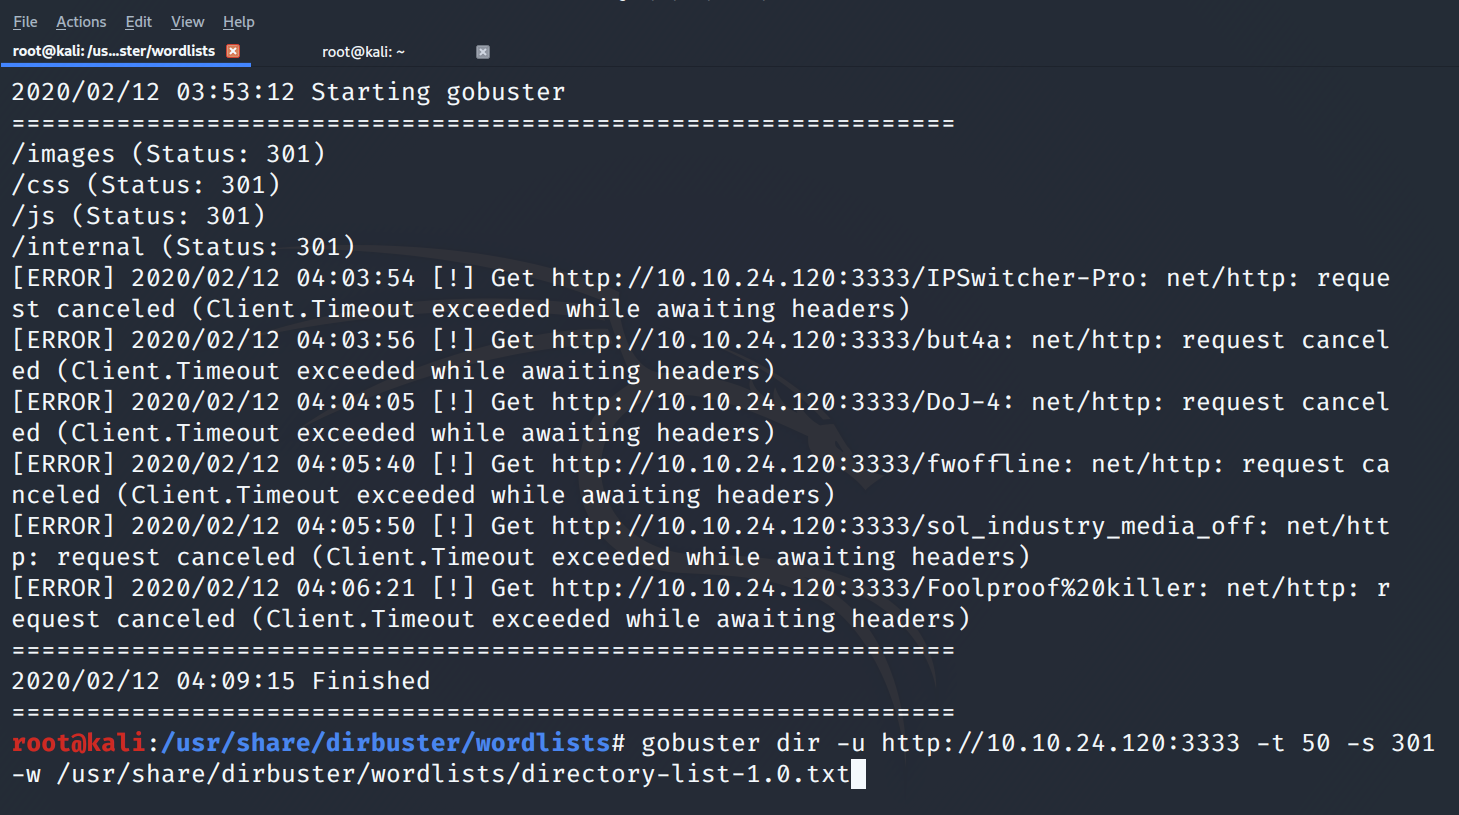 File Actions Edit View Help
root@kali: /us...ster/wordlists root@kali: ~
2020/02/12 03:53:12 Starting gobuster
===============================================================
/images (Status: 301)
/css (Status: 301)
/js (Status: 301)
/internal (Status: 301)
[ERROR] 2020/02/12 04:03:54 [!] Get http://10.10.24.120:3333/IPSwitcher-Pro: net/http: reque
st canceled (Client.Timeout exceeded while awaiting headers)
[ERROR] 2020/02/12 04:03:56 [!] Get http://10.10.24.120:3333/but4a: net/http: request cancel
ed (Client.Timeout exceeded while awaiting headers)
[ERROR] 2020/02/12 04:04:05 [!] Get http://10.10.24.120:3333/DoJ-4: net/http: request cancel
ed (Client.Timeout exceeded while awaiting headers)
[ERROR] 2020/02/12 04:05:40 [!] Get http://10.10.24.120:3333/fwoffline: net/http: request ca
nceled (Client.Timeout exceeded while awaiting headers)
[ERROR] 2020/02/12 04:05:50 [!] Get http://10.10.24.120:3333/sol_industry_media_off: net/htt
p: request canceled (Client.Timeout exceeded while awaiting headers)
[ERROR] 2020/02/12 04:06:21 [!] Get http://10.10.24.120:3333/Foolproof%20killer: net/http: r
equest canceled (Client.Timeout exceeded while awaiting headers)
===============================================================
2020/02/12 04:09:15 Finished
===============================================================
root@kali:/usr/share/dirbuster/wordlists# gobuster dir -u http://10.10.24.120:3333 -t 50 -s 301
-w /usr/share/dirbuster/wordlists/directory-list-1.0.txt